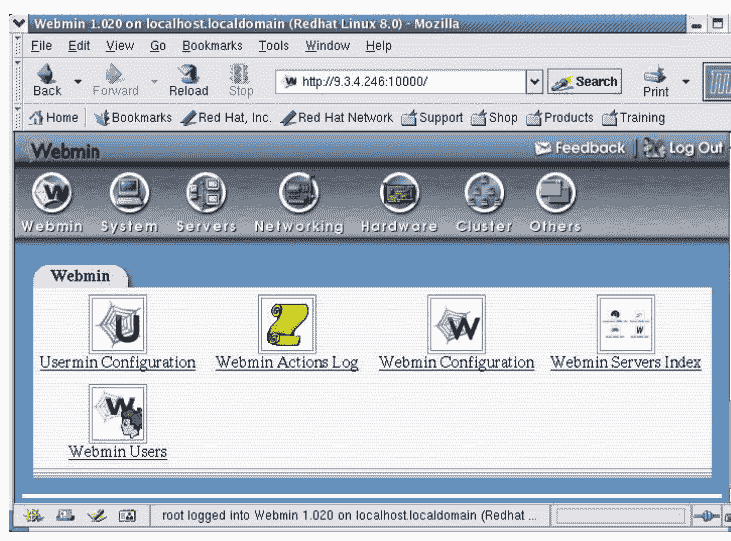 Webmin 1.020 on localhost.localdomain (Redhat Linux 8.0) - Mozilla
File Edit View Go Bookmarks Tools Window Help
Back Forward Reload Stop http://9.3.4.246:10000/ Search Print
Home Bookmarks Red Hat, Inc. Red Hat Network Support Shop Products Training
Webmin Feedback Log Out
Webmin System Servers Networking Hardware Cluster Others
Webmin
Usermin Configuration Webmin Actions Log Webmin Configuration Webmin Servers Index
Webmin Users
root logged into Webmin 1.020 on localhost.localdomain (Redhat ...